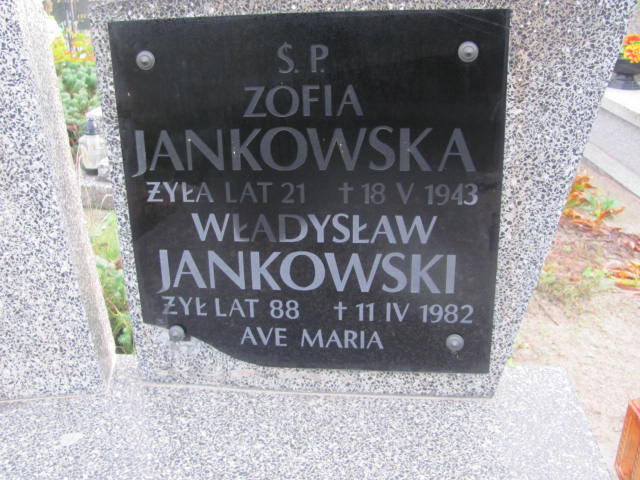 Ś. P.
ZOFIA
JANKOWSKA
ŻYŁA LAT 21 † 18 V 1943
WŁADYSŁAW
JANKOWSKI
ŻYŁ LAT 88 † 11 IV 1982
AVE MARIA